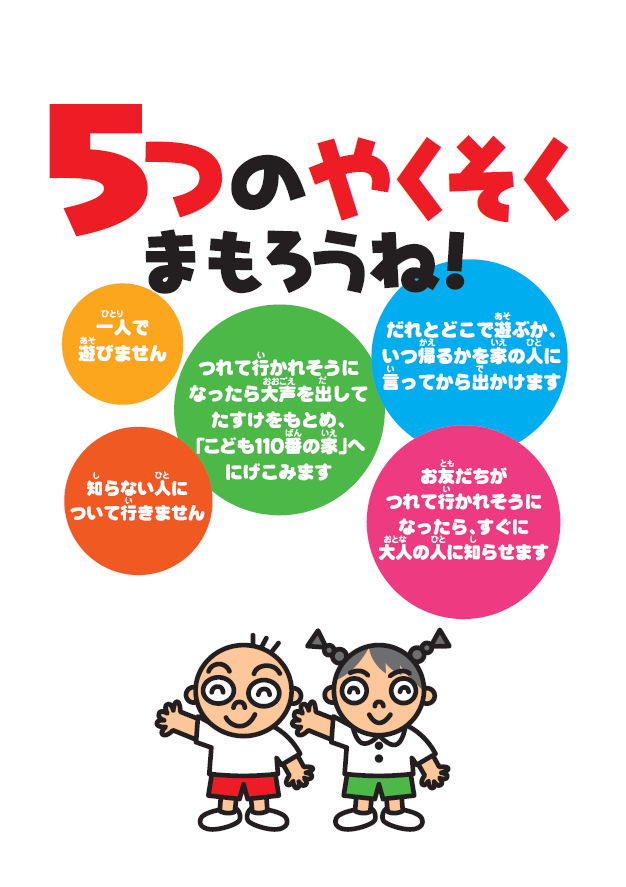 5つのやくそく
まもろうね!
一人で
遊びません
知らない人に
ついて行きません
つれて行かれそうに
なったら大声を出して
たすけをもとめ、
「こども110番の家」へ
にげこみます
だれとどこで遊ぶか、
いつ帰るかを家の人に
言ってから出かけます
お友だちが
つれて行かれそうに
なったら、すぐに
大人の人に知らせます